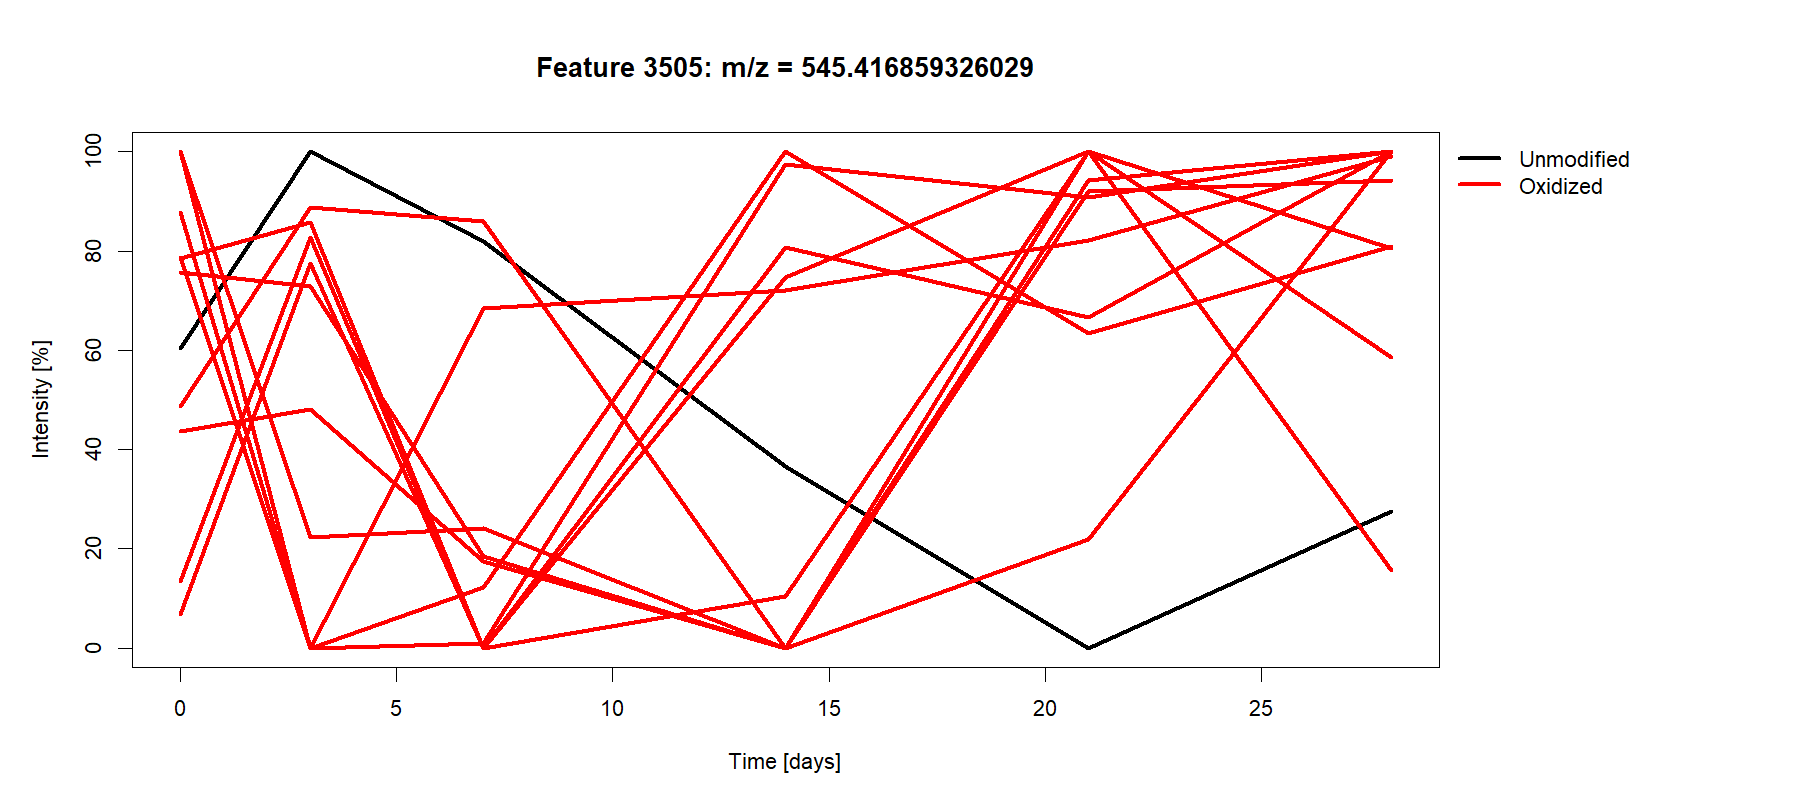 Feature 3505: m/z = 545.416859326029
Unmodified
Oxidized
Intensity [%]
100
80
60
40
20
0
0 5 10 15 20 25
Time [days]